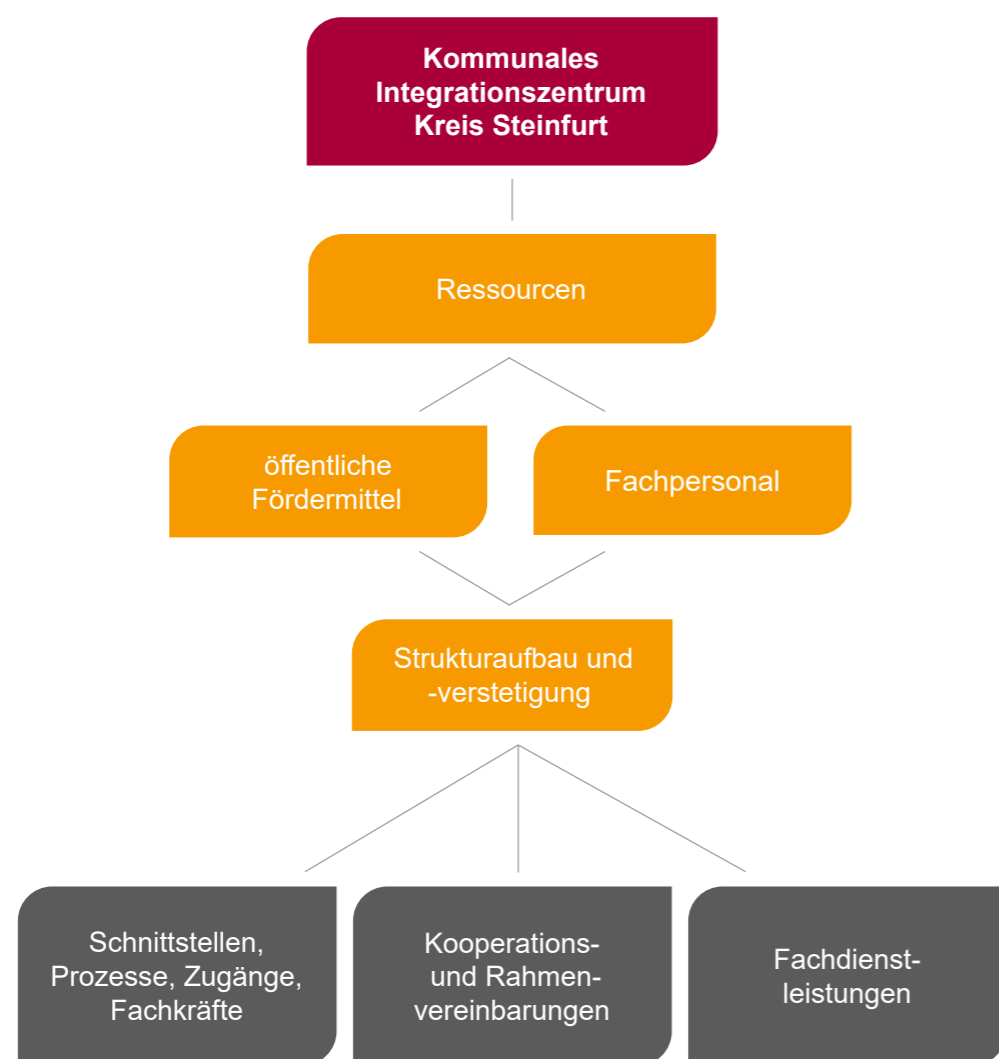 Kommunales
Integrationszentrum
Kreis Steinfurt
Ressourcen
öffentliche
Fördermittel
Fachpersonal
Strukturaufbau und
-verstetigung
Schnittstellen,
Prozesse, Zugänge,
Fachkräfte
Kooperations-
und Rahmen-
vereinbarungen
Fachdienst-
leistungen